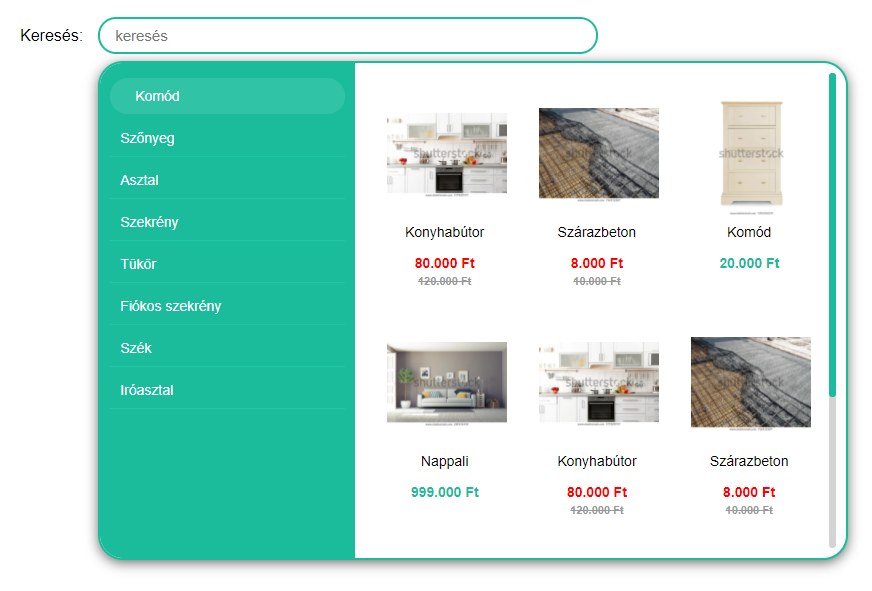 Keresés:
keresés
Komód
Szőnyeg
Asztal
Szekrény
Tükör
Fiókos szekrény
Szék
Iróasztal
shutterstock
shutterstock
shutterstock
Konyhabútor
Szárazbeton
Komód
80.000 Ft
8.000 Ft
20.000 Ft
120.000 Ft
10.000 Ft
shutterstock
shutterstock
shutterstock
Nappali
Konyhabútor
Szárazbeton
999.000 Ft
80.000 Ft
8.000 Ft
120.000 Ft
10.000 Ft